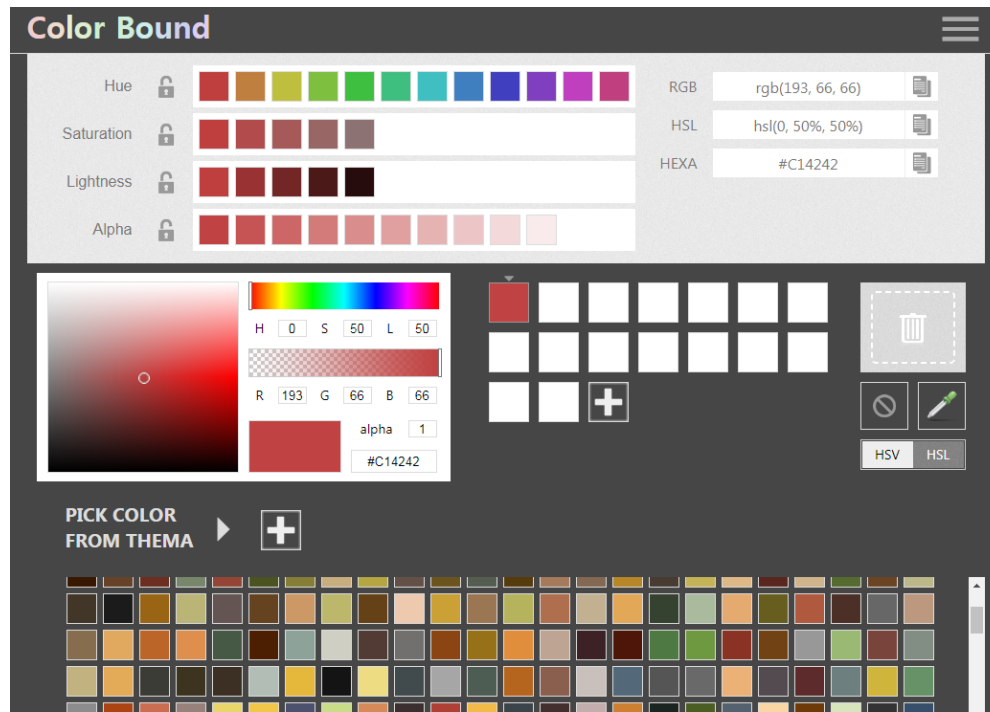 Color Bound
Hue
RGB rgb(193, 66, 66)
Saturation
HSL hsl(0, 50%, 50%)
Lightness
HEXA #C14242
Alpha
H 0 S 50 L 50
R 193 G 66 B 66
alpha 1
#C14242
HSV HSL
PICK COLOR
FROM THEMA